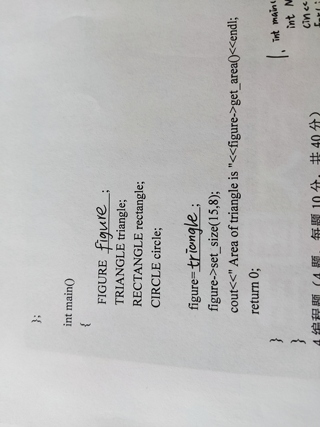 };
int main()
{
FIGURE figure ;
TRIANGLE triangle;
RECTANGLE rectangle;
CIRCLE circle;
figure=triangle ;
figure->set_size(15,8);
cout<<" Area of triangle is "<<figure->get_area()<<endl;
return 0;
}
}
4 编程题（4 题，每题 10 分，共 40 分）
1, int main
int N
cin<<
for(